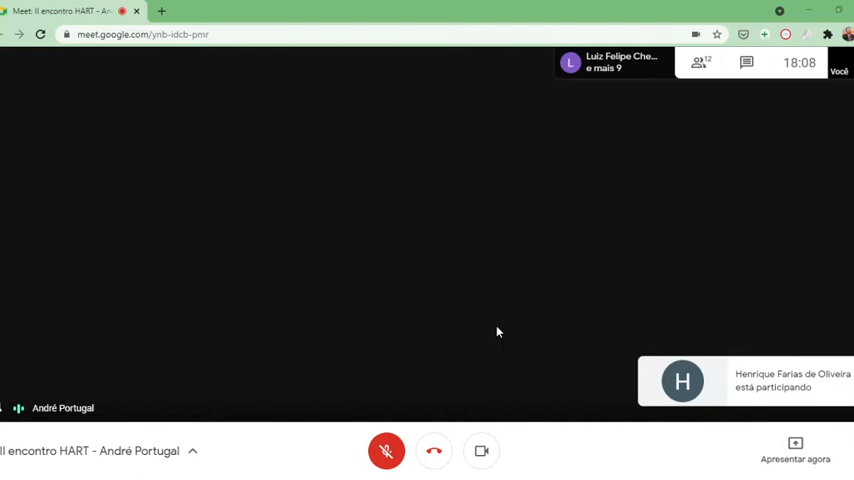 Meet: II encontro HART - An
meet.google.com/ynb-idcb-pmr
L
Luiz Felipe Che...
e mais 9
12
18:08
Você
H
Henrique Farias de Oliveira
está participando
André Portugal
II encontro HART - André Portugal
Apresentar agora